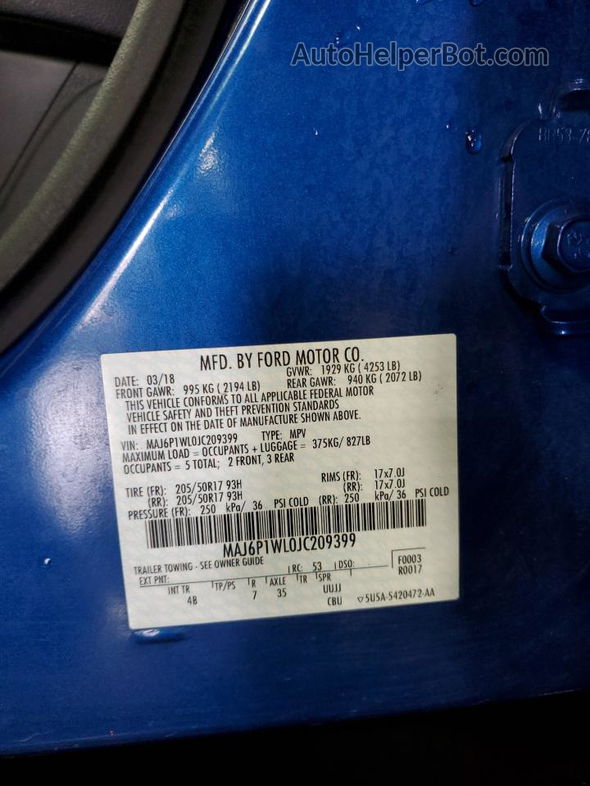 AutoHelperBot.com
MFD. BY FORD MOTOR CO.
DATE: 03/18 GVWR: 1929 KG ( 4253 LB)
FRONT GAWR: 995 KG ( 2194 LB) REAR GAWR: 940 KG ( 2072 LB)
THIS VEHICLE CONFORMS TO ALL APPLICABLE FEDERAL MOTOR
VEHICLE SAFETY AND THEFT PREVENTION STANDARDS
IN EFFECT ON THE DATE OF MANUFACTURE SHOWN ABOVE.
VIN: MAJ6P1WL0JC209399 TYPE: MPV
MAXIMUM LOAD = OCCUPANTS + LUGGAGE = 375KG/ 827LB
OCCUPANTS = 5 TOTAL; 2 FRONT, 3 REAR
TIRE (FR): 205/50R17 93H RIMS (FR): 17x7.0J
(RR): 205/50R17 93H (RR): 17x7.0J
PRESSURE (FR): 250 kPa/ 36 PSI COLD (RR): 250 kPa/ 36 PSI COLD
MAJ6P1WL0JC209399
TRAILER TOWING - SEE OWNER GUIDE
EXT PNT: RC: 53 DSO: F0003
R0017
INT TR TP/PS R AXLE TR SPR
4B 7 35 UUJJ
CBU 5U5A-5420472-AA